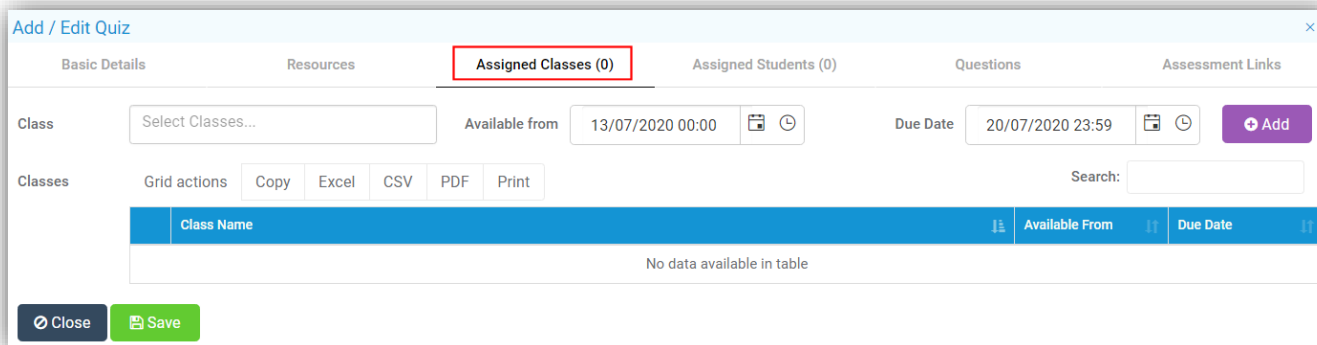 Add / Edit Quiz ×
Basic Details Resources Assigned Classes (0) Assigned Students (0) Questions Assessment Links
Class Select Classes... Available from 13/07/2020 00:00 Due Date 20/07/2020 23:59 Add
Classes Grid actions Copy Excel CSV PDF Print Search:
Class Name Available From Due Date
No data available in table
Close Save